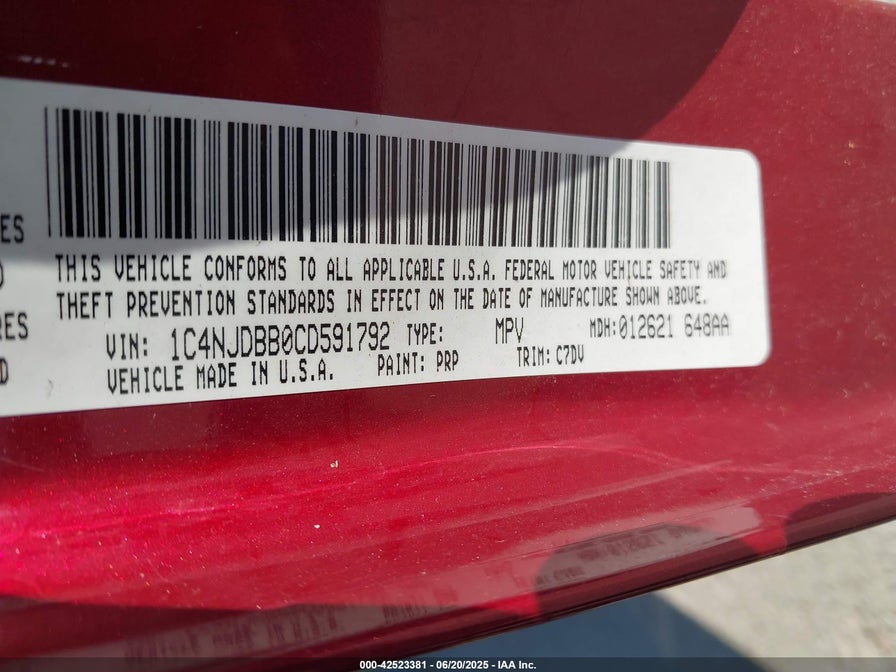 ES
THIS VEHICLE CONFORMS TO ALL APPLICABLE U.S.A. FEDERAL MOTOR VEHICLE SAFETY AND
THEFT PREVENTION STANDARDS IN EFFECT ON THE DATE OF MANUFACTURE SHOWN ABOVE.
RES
VIN: 1C4NJDBB0CD591792 TYPE: MPV MDH:012621 648AA
D
VEHICLE MADE IN U.S.A. PAINT: PRP TRIM: C7DV
000-42523381 - 06/20/2025 - IAA Inc.